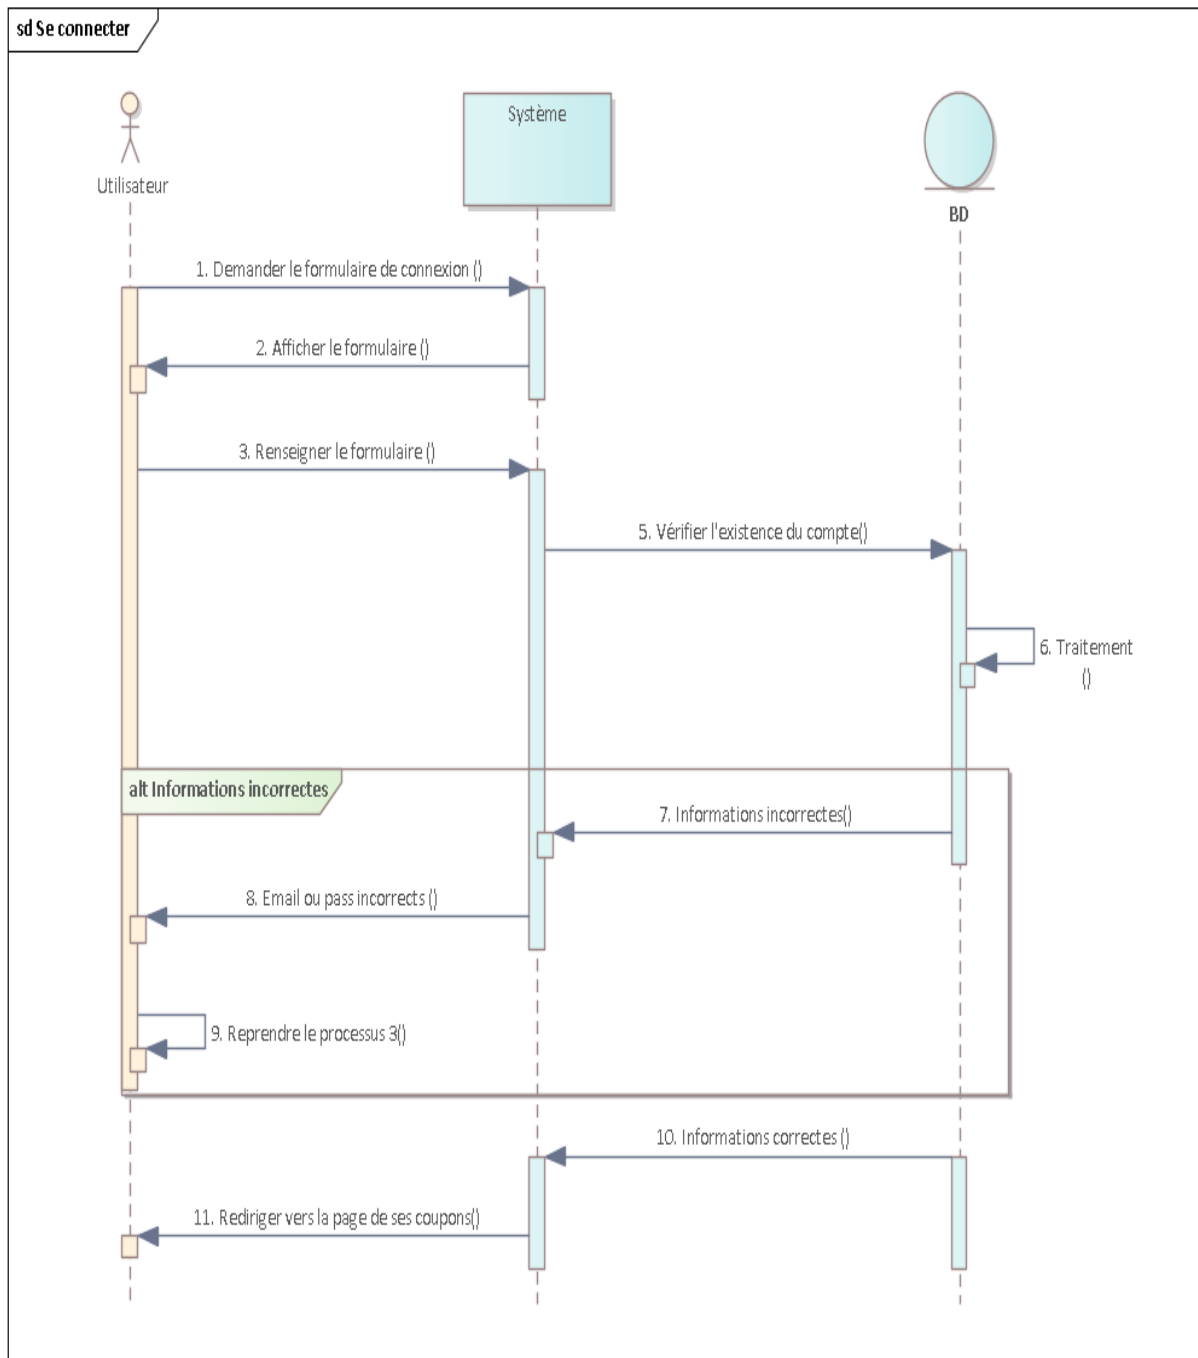 sd Se connecter
Système
Utilisateur
BD
1. Demander le formulaire de connexion ()
2. Afficher le formulaire ()
3. Renseigner le formulaire ()
5. Vérifier l'existence du compte()
6. Traitement
()
alt Informations incorrectes
7. Informations incorrectes()
8. Email ou pass incorrects ()
9. Reprendre le processus 3()
10. Informations correctes ()
11. Rediriger vers la page de ses coupons()